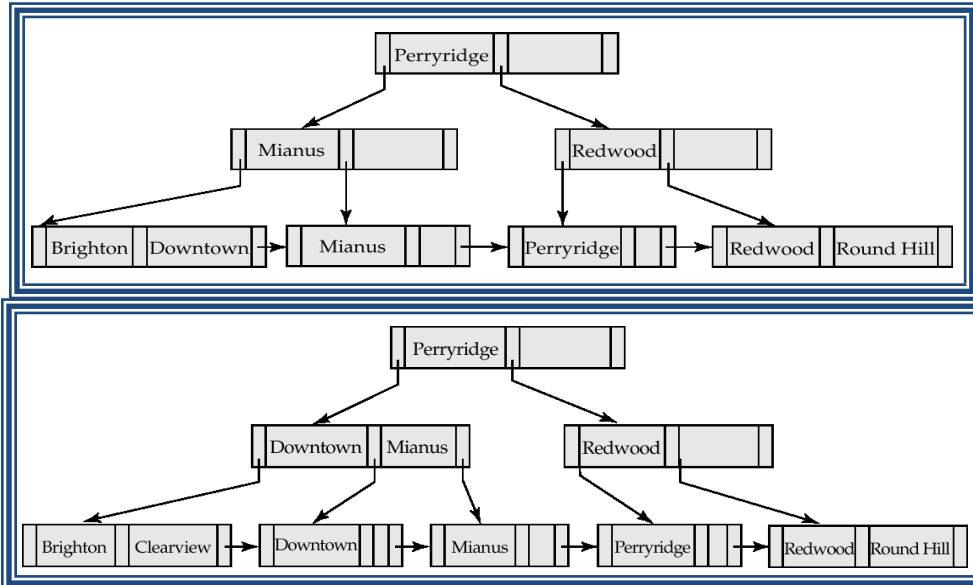 Perryridge
Mianus Redwood
Brighton Downtown Mianus Perryridge Redwood Round Hill
Perryridge
Downtown Mianus Redwood
Brighton Clearview Downtown Mianus Perryridge Redwood Round Hill